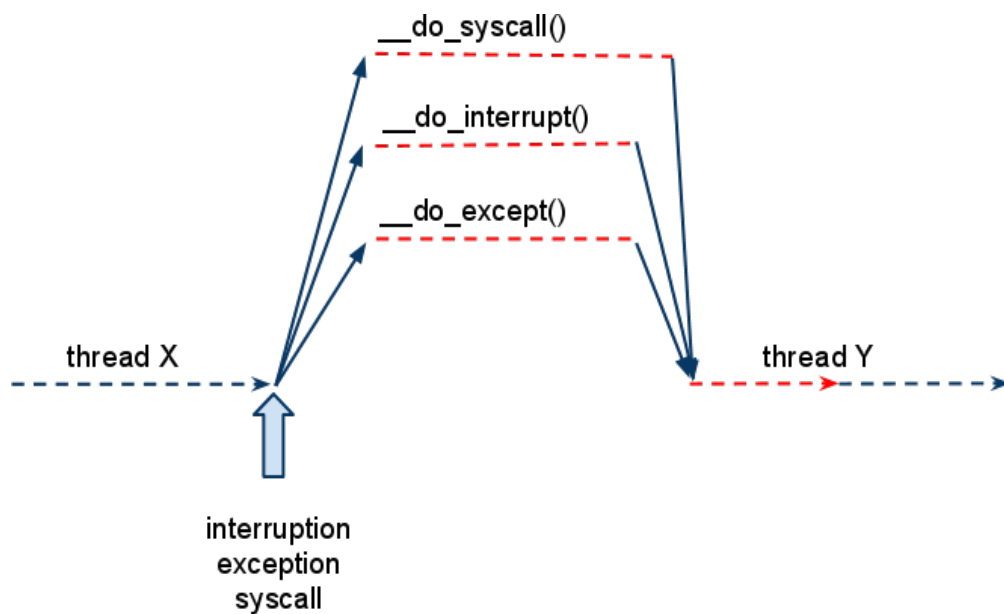 __do_syscall()
__do_interrupt()
__do_except()
thread X
thread Y
interruption
exception
syscall